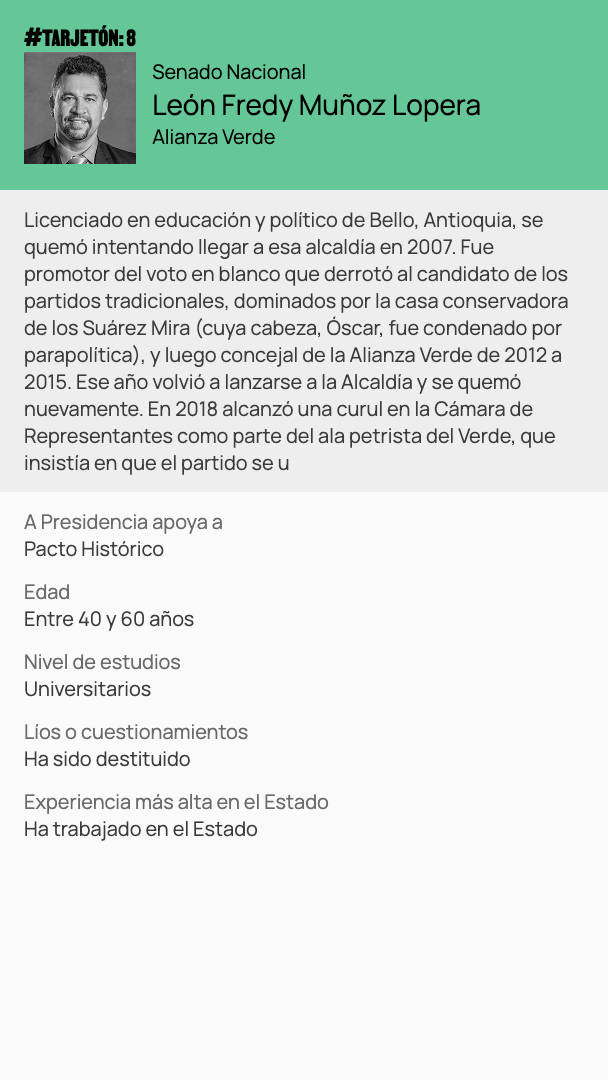 #TARJETÓN: 8
Senado Nacional
León Fredy Muñoz Lopera
Alianza Verde
Licenciado en educación y político de Bello, Antioquia, se
quemó intentando llegar a esa alcaldía en 2007. Fue
promotor del voto en blanco que derrotó al candidato de los
partidos tradicionales, dominados por la casa conservadora
de los Suárez Mira (cuya cabeza, Óscar, fue condenado por
parapolítica), y luego concejal de la Alianza Verde de 2012 a
2015. Ese año volvió a lanzarse a la Alcaldía y se quemó
nuevamente. En 2018 alcanzó una curul en la Cámara de
Representantes como parte del ala petrista del Verde, que
insistía en que el partido se u
A Presidencia apoya a
Pacto Histórico
Edad
Entre 40 y 60 años
Nivel de estudios
Universitarios
Líos o cuestionamientos
Ha sido destituido
Experiencia más alta en el Estado
Ha trabajado en el Estado